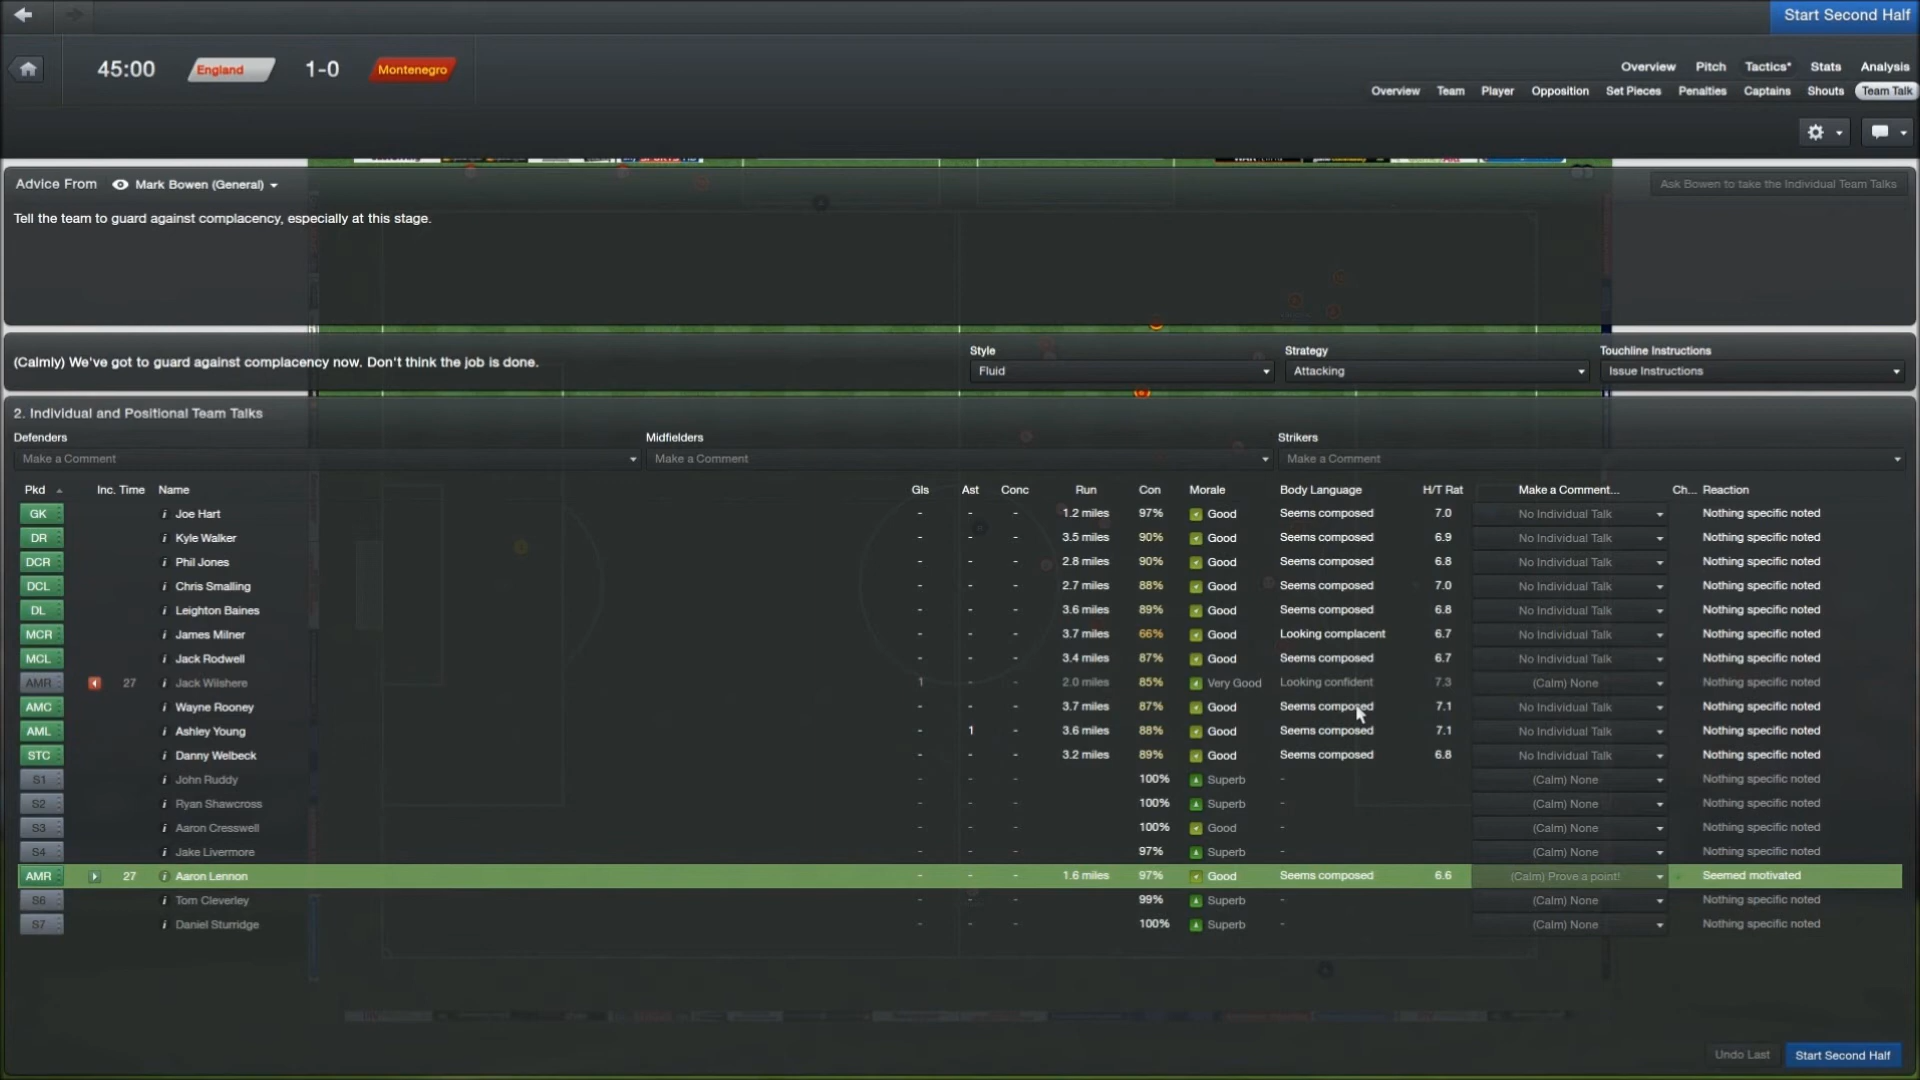 Start Second Half
45:00 England 1-0 Montenegro
Overview Pitch Tactics* Stats Analysis
Overview Team Player Opposition Set Pieces Penalties Captains Shouts Team Talk
Advice From Mark Bowen (General) Ask Bowen to take the Individual Team Talks
Tell the team to guard against complacency, especially at this stage.
Style Strategy Touchline Instructions
(Calmly) We've got to guard against complacency now. Don't think the job is done.
Fluid Attacking Issue Instructions
2. Individual and Positional Team Talks
Defenders Midfielders Strikers
Make a Comment Make a Comment Make a Comment
Pkd Inc. Time Name Gls Ast Conc Run Con Morale Body Language H/T Rat Make a Comment... Ch... Reaction
GK i Joe Hart - - - 1.2 miles 97% Good Seems composed 7.0 No Individual Talk Nothing specific noted
DR i Kyle Walker - - - 3.5 miles 90% Good Seems composed 6.9 No Individual Talk Nothing specific noted
DCR i Phil Jones - - - 2.8 miles 90% Good Seems composed 6.8 No Individual Talk Nothing specific noted
DCL i Chris Smalling - - - 2.7 miles 88% Good Seems composed 7.0 No Individual Talk Nothing specific noted
DL i Leighton Baines - - - 3.6 miles 89% Good Seems composed 6.8 No Individual Talk Nothing specific noted
MCR i James Milner - - - 3.7 miles 66% Good Looking complacent 6.7 No Individual Talk Nothing specific noted
MCL i Jack Rodwell - - - 3.4 miles 87% Good Seems composed 6.7 No Individual Talk Nothing specific noted
AMR 27 i Jack Wilshere 1 - - 2.0 miles 85% Very Good Looking confident 7.3 (Calm) None Nothing specific noted
AMC i Wayne Rooney - - - 3.7 miles 87% Good Seems composed 7.1 No Individual Talk Nothing specific noted
AML i Ashley Young - 1 - 3.6 miles 88% Good Seems composed 7.1 No Individual Talk Nothing specific noted
STC i Danny Welbeck - - - 3.2 miles 89% Good Seems composed 6.8 No Individual Talk Nothing specific noted
S1 i John Ruddy - - - 100% Superb - (Calm) None Nothing specific noted
S2 i Ryan Shawcross - - - 100% Superb - (Calm) None Nothing specific noted
S3 i Aaron Cresswell - - - 100% Good - (Calm) None Nothing specific noted
S4 i Jake Livermore - - - 97% Superb - (Calm) None Nothing specific noted
AMR 27 i Aaron Lennon - - - 1.6 miles 97% Good Seems composed 6.6 (Calm) Prove a point! Seemed motivated
S6 i Tom Cleverley - - - 99% Superb - (Calm) None Nothing specific noted
S7 i Daniel Sturridge - - - 100% Superb - (Calm) None Nothing specific noted
Undo Last Start Second Half